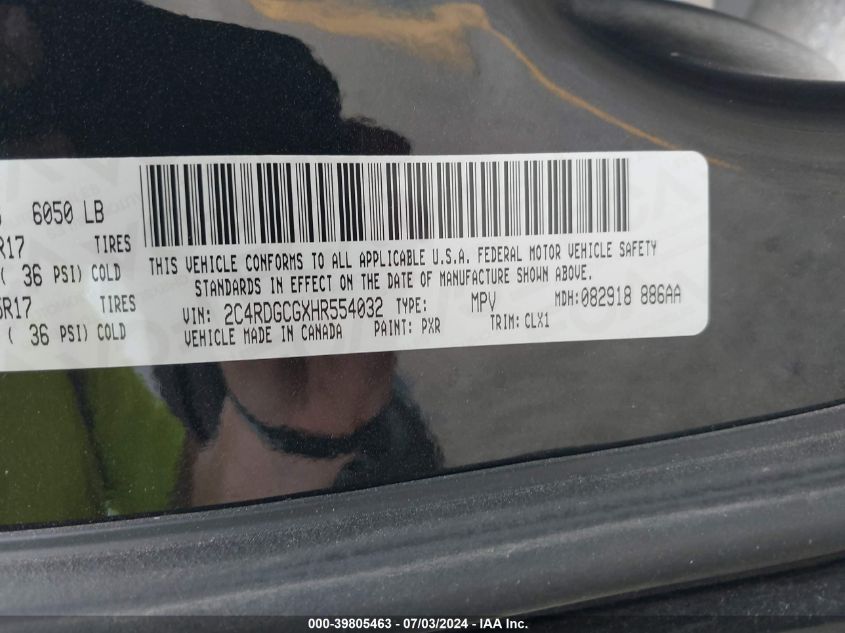 6050 LB
R17 TIRES
( 36 PSI) COLD
R17 TIRES
( 36 PSI) COLD
THIS VEHICLE CONFORMS TO ALL APPLICABLE U.S.A. FEDERAL MOTOR VEHICLE SAFETY
STANDARDS IN EFFECT ON THE DATE OF MANUFACTURE SHOWN ABOVE.
VIN: 2C4RDGCGXHR554032 TYPE: MPV MDH: 082918 886AA
VEHICLE MADE IN CANADA PAINT: PXR TRIM: CLX1
000-39805463 - 07/03/2024 - IAA Inc.